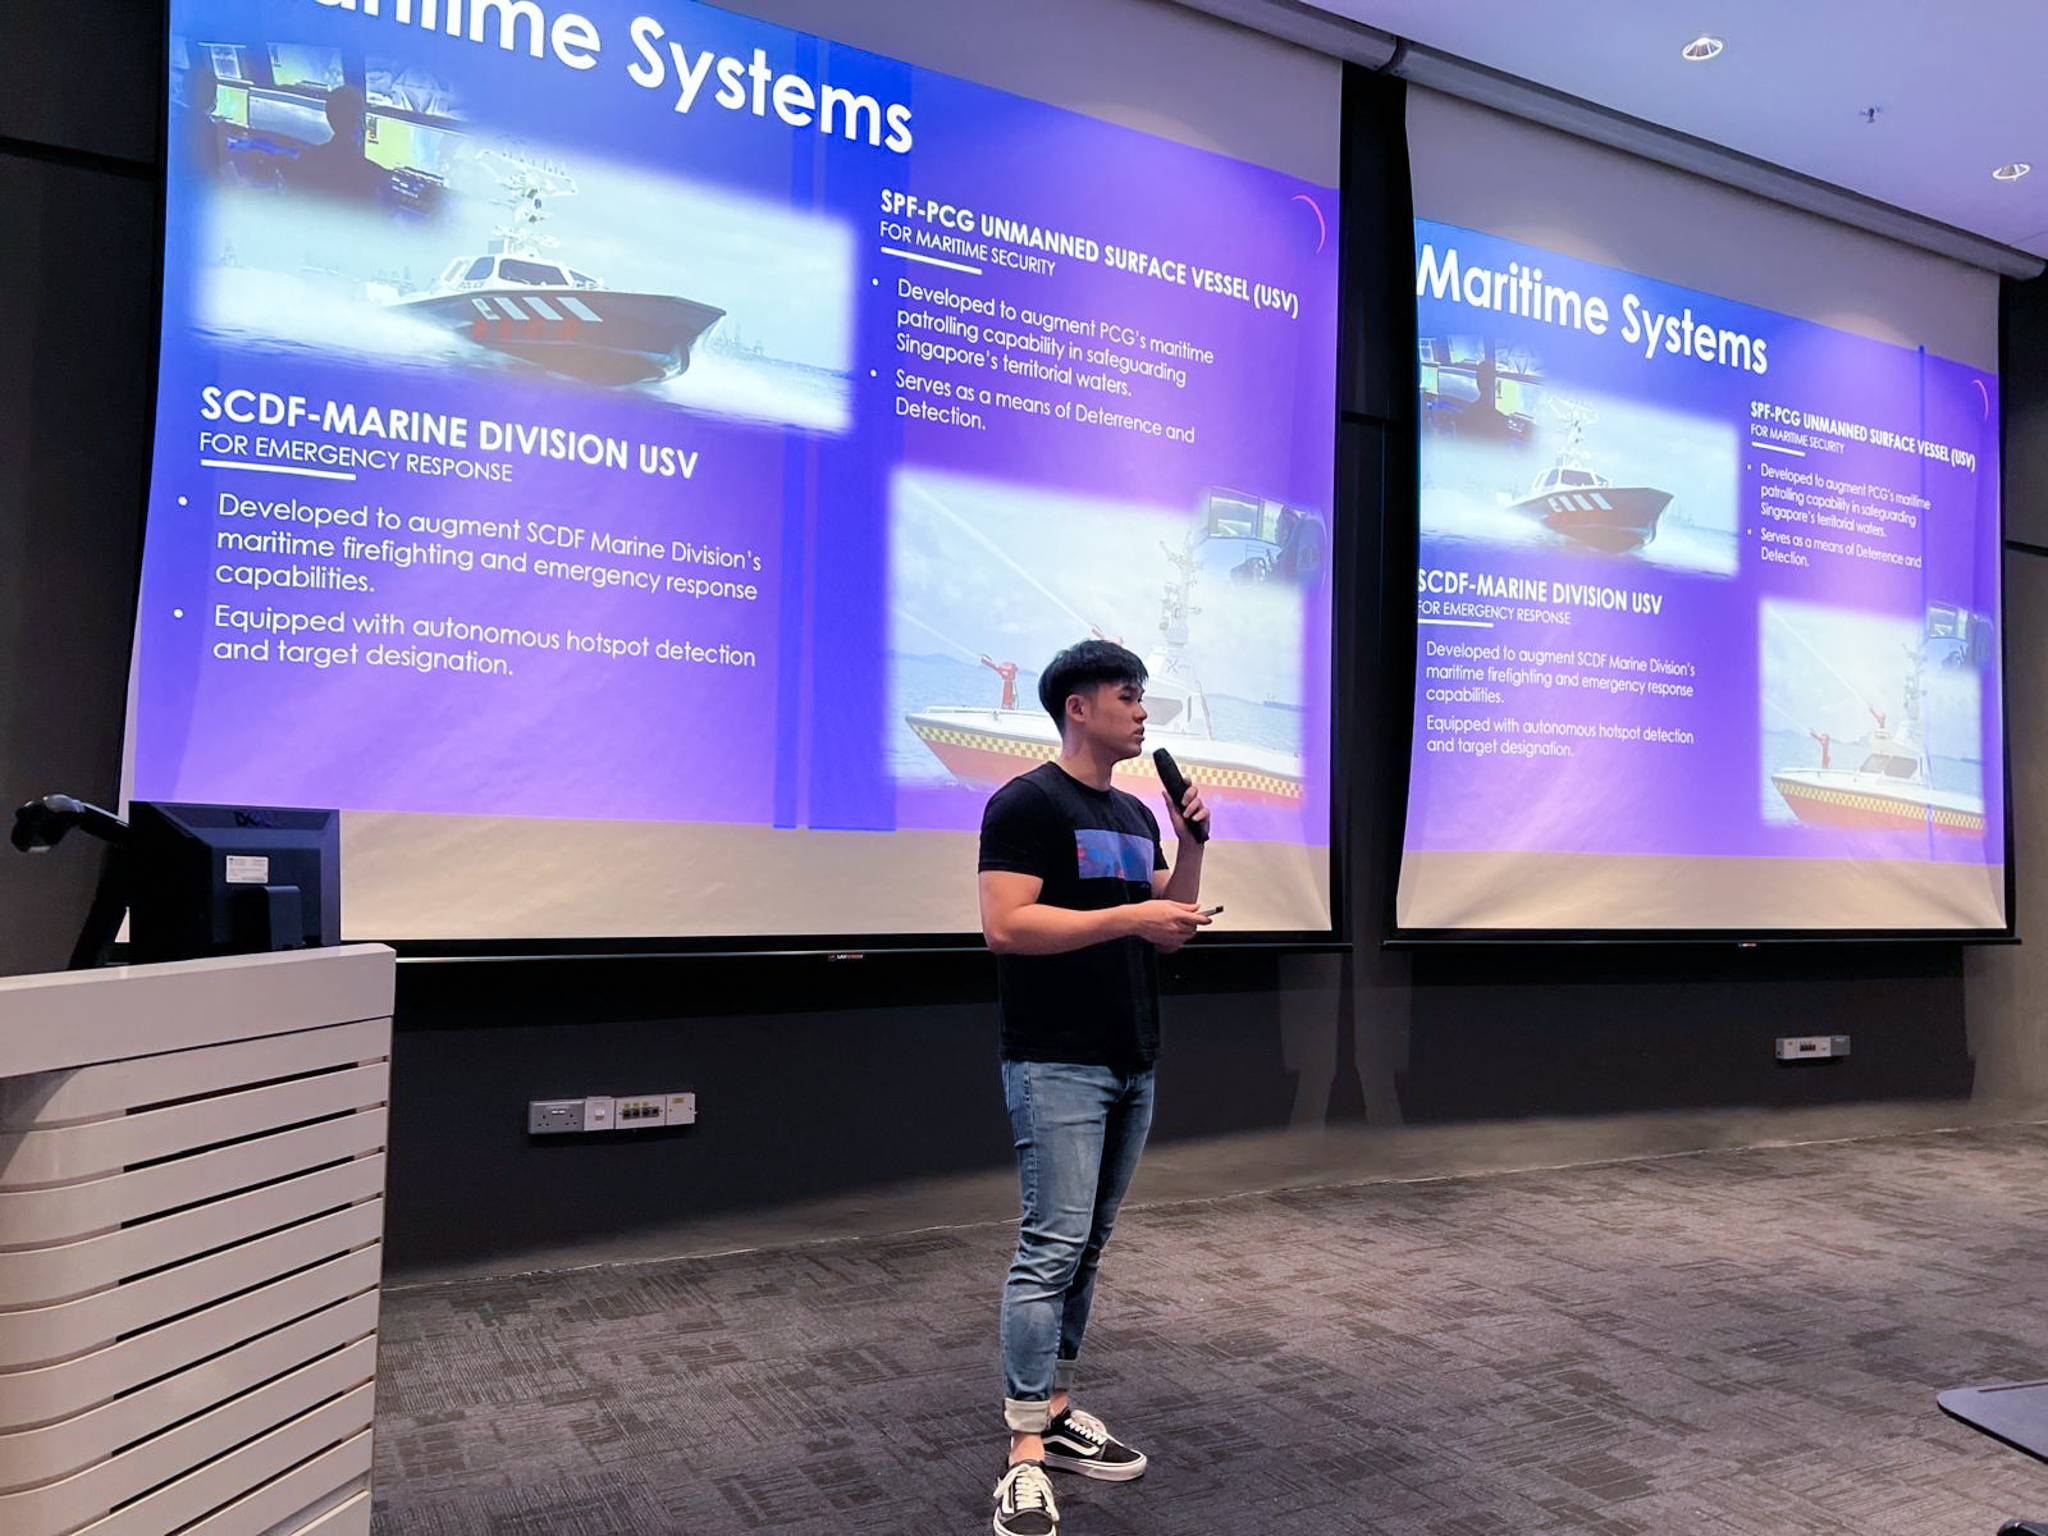 Maritime Systems
SCDF-MARINE DIVISION USV
FOR EMERGENCY RESPONSE
• Developed to augment SCDF Marine Division's
maritime firefighting and emergency response
capabilities.
• Equipped with autonomous hotspot detection
and target designation.
SPF-PCG UNMANNED SURFACE VESSEL (USV)
FOR MARITIME SECURITY
• Developed to augment PCG's maritime
patrolling capability in safeguarding
Singapore's territorial waters.
• Serves as a means of Deterrence and
Detection.
Maritime Systems
SCDF-MARINE DIVISION USV
FOR EMERGENCY RESPONSE
Developed to augment SCDF Marine Division's
maritime firefighting and emergency response
capabilities.
Equipped with autonomous hotspot detection
and target designation.
SPF-PCG UNMANNED SURFACE VESSEL (USV)
FOR MARITIME SECURITY
• Developed to augment PCG's maritime
patrolling capability in safeguarding
Singapore's territorial waters.
• Serves as a means of Deterrence and
Detection.
DELL